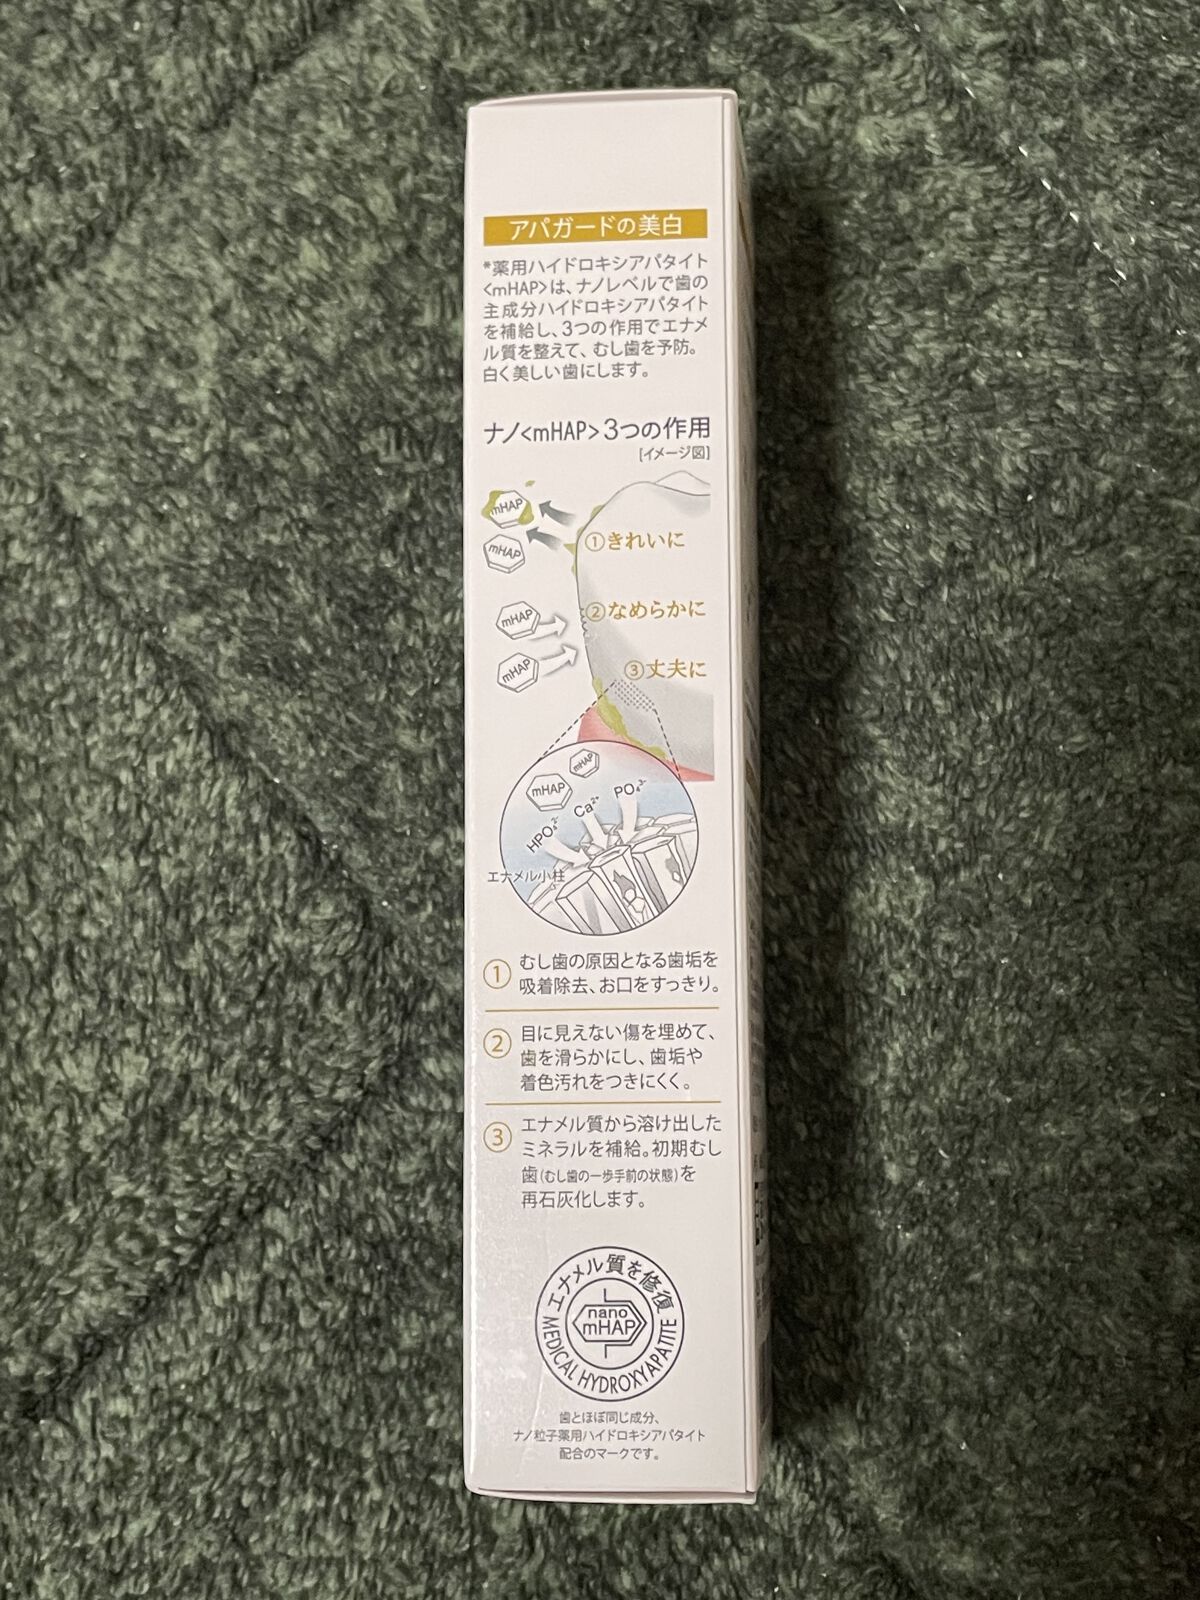 アパガードの美白
*薬用ハイドロキシアパタイト
<mHAP>は、ナノレベルで歯の
主成分ハイドロキシアパタイト
を補給し、3つの作用でエナメ
ル質を整えて、むし歯を予防。
白く美しい歯にします。
ナノ<mHAP>3つの作用
[イメージ図]
mHAP
mHAP
①きれいに
mHAP
②なめらかに
mHAP
③丈夫に
mHAP
mHAP
HPO₄²⁻
Ca²⁺
PO₄³⁻
エナメル小柱
① むし歯の原因となる歯垢を
吸着除去、お口をすっきり。
② 目に見えない傷を埋めて、
歯を滑らかにし、歯垢や
着色汚れをつきにくく。
③ エナメル質から溶け出した
ミネラルを補給。初期むし
歯(むし歯の一歩手前の状態)を
再石灰化します。
エナメル質を修復
nano
mHAP
MEDICAL HYDROXYAPATITE
歯とほぼ同じ成分、
ナノ粒子薬用ハイドロキシアパタイト
配合のマークです。